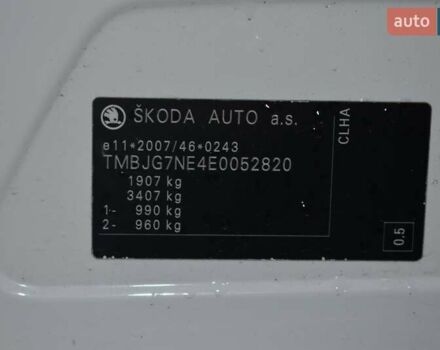 auto
ŠKODA AUTO a.s.
e11*2007/46*0243
TMBJG7NE4E0052820
1907 kg
3407 kg
1- 990 kg
2- 960 kg
CLHA
0.5